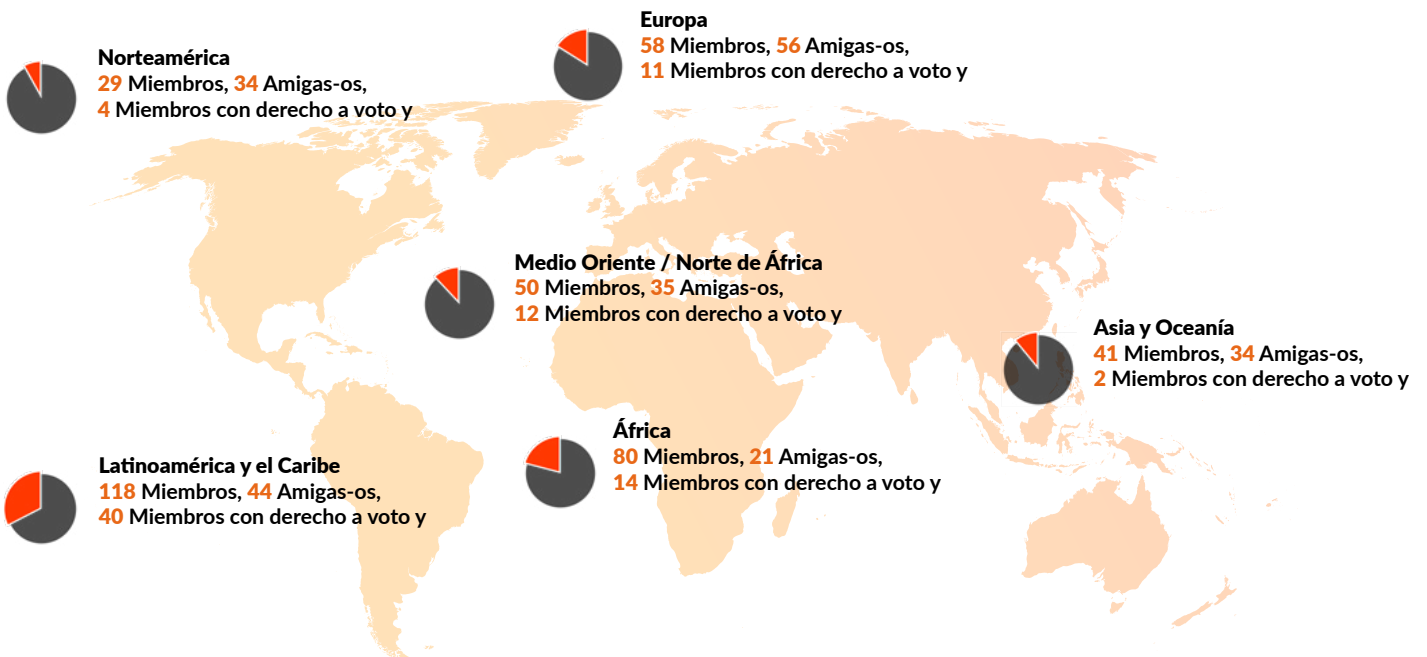 Europa
58 Miembros, 56 Amigas-os,
11 Miembros con derecho a voto y
Norteamérica
29 Miembros, 34 Amigas-os,
4 Miembros con derecho a voto y
Medio Oriente / Norte de África
50 Miembros, 35 Amigas-os,
12 Miembros con derecho a voto y
Asia y Oceanía
41 Miembros, 34 Amigas-os,
2 Miembros con derecho a voto y
África
80 Miembros, 21 Amigas-os,
14 Miembros con derecho a voto y
Latinoamérica y el Caribe
118 Miembros, 44 Amigas-os,
40 Miembros con derecho a voto y